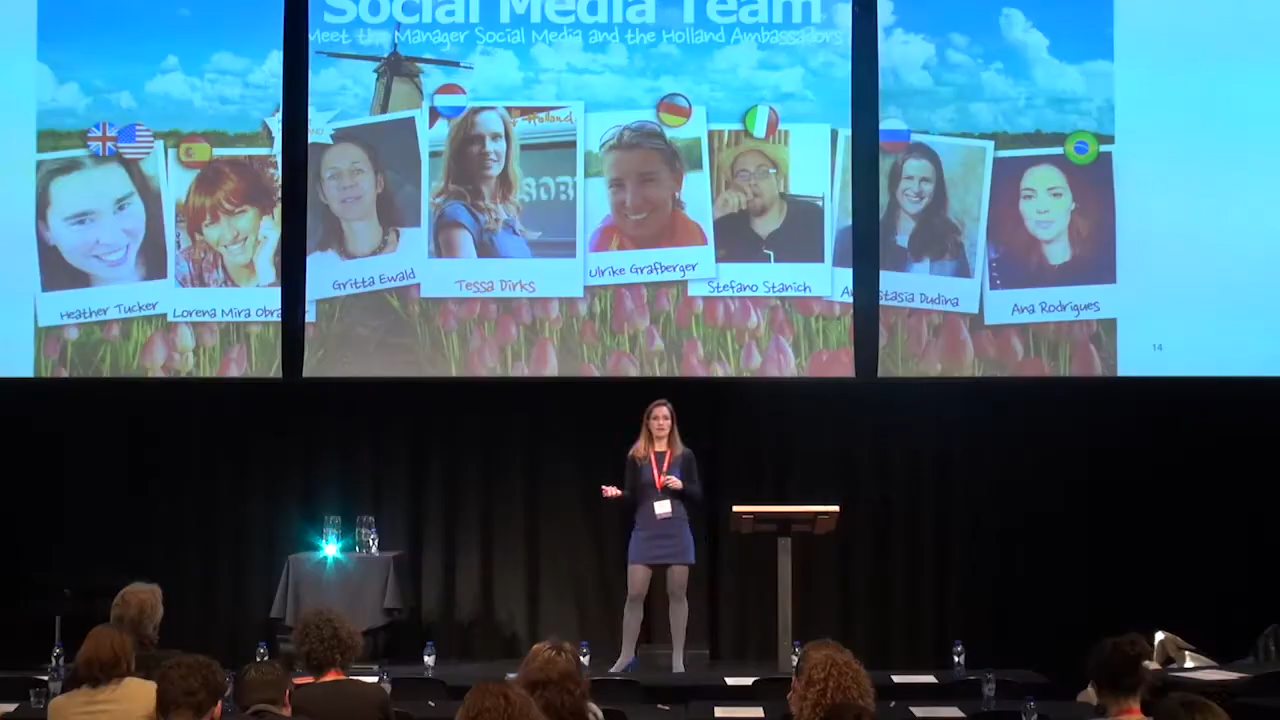 Social Media Team
Meet the Manager Social Media and the Holland Ambassadors
Holland.
Heather Tucker
Lorena Mira Obra
Gritta Ewald
Tessa Dirks
Ulrike Grafberger
Stefano Stanich
stasia Dudina
Ana Rodrigues
14